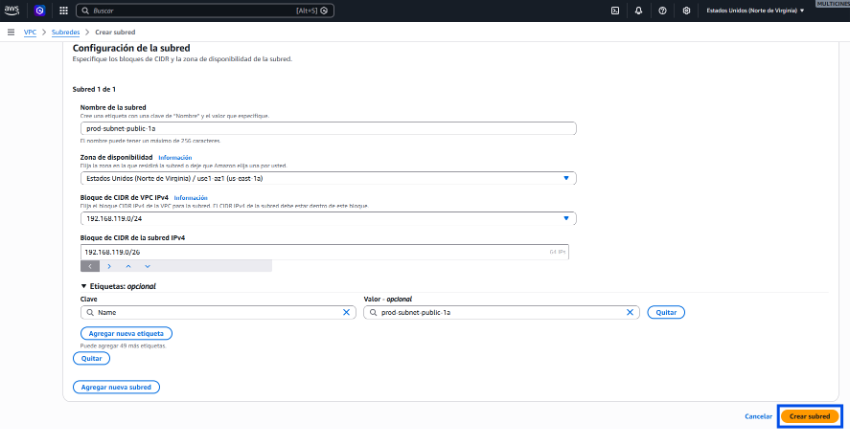 aws
Buscar
[Alt+S]
Estados Unidos (Norte de Virginia)
MULTICINES
VPC > Subredes > Crear subred
Configuración de la subred
Especifique los bloques de CIDR y la zona de disponibilidad de la subred.
Subred 1 de 1
Nombre de la subred
Cree una etiqueta con una clave de "Nombre" y el valor que especifique.
prod-subnet-public-1a
El nombre puede tener un máximo de 256 caracteres.
Zona de disponibilidad Información
Elija la zona en la que residirá la subred o deje que Amazon elija una por usted.
Estados Unidos (Norte de Virginia) / use1-az1 (us-east-1a)
Bloque de CIDR de VPC IPv4 Información
Elija el bloque CIDR IPv4 de la VPC para la subred. El CIDR IPv4 de la subred debe estar dentro de este bloque.
192.168.119.0/24
Bloque de CIDR de la subred IPv4
192.168.119.0/26
64 IPs
Etiquetas: opcional
Clave
Valor - opcional
Name
prod-subnet-public-1a
Quitar
Agregar nueva etiqueta
Puede agregar 49 más etiquetas.
Quitar
Agregar nueva subred
Cancelar
Crear subred